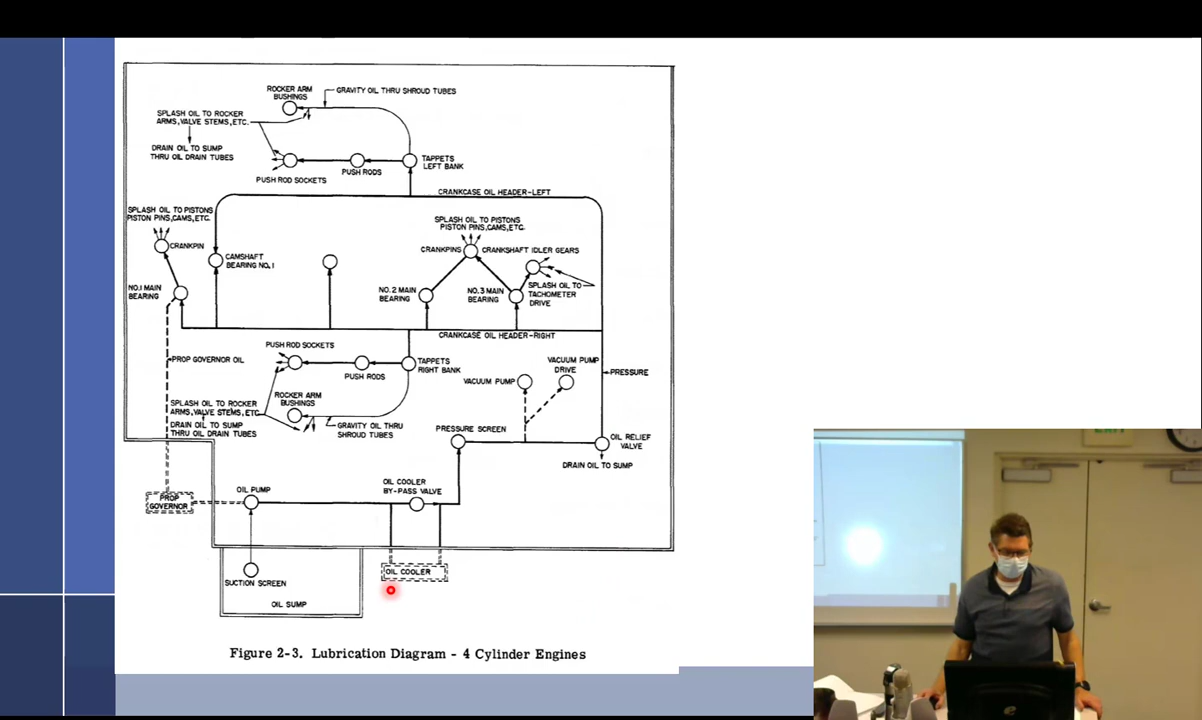 ROCKER ARM
BUSHINGS
GRAVITY OIL THRU SHROUD TUBES
SPLASH OIL TO ROCKER
ARMS, VALVE STEMS, ETC.
DRAIN OIL TO SUMP
THRU OIL DRAIN TUBES
PUSH ROD SOCKETS
PUSH RODS
TAPPETS
LEFT BANK
CRANKCASE OIL HEADER-LEFT
SPLASH OIL TO PISTONS
PISTON PINS, CAMS, ETC.
CRANKPIN
CAMSHAFT
BEARING NO. 1
NO. 1 MAIN
BEARING
SPLASH OIL TO PISTONS
PISTON PINS, CAMS, ETC.
CRANKPINS
CRANKSHAFT IDLER GEARS
NO. 2 MAIN
BEARING
NO. 3 MAIN
BEARING
SPLASH OIL TO
TACHOMETER
DRIVE
CRANKCASE OIL HEADER-RIGHT
PUSH ROD SOCKETS
PUSH RODS
TAPPETS
RIGHT BANK
PROP GOVERNOR OIL
VACUUM PUMP
VACUUM PUMP
DRIVE
PRESSURE
ROCKER ARM
BUSHINGS
SPLASH OIL TO ROCKER
ARMS, VALVE STEMS, ETC.
DRAIN OIL TO SUMP
THRU OIL DRAIN TUBES
GRAVITY OIL THRU
SHROUD TUBES
PRESSURE SCREEN
OIL RELIEF
VALVE
DRAIN OIL TO SUMP
OIL COOLER
BY-PASS VALVE
OIL PUMP
PROP
GOVERNOR
OIL COOLER
SUCTION SCREEN
OIL SUMP
Figure 2-3. Lubrication Diagram - 4 Cylinder Engines
EXIT
e